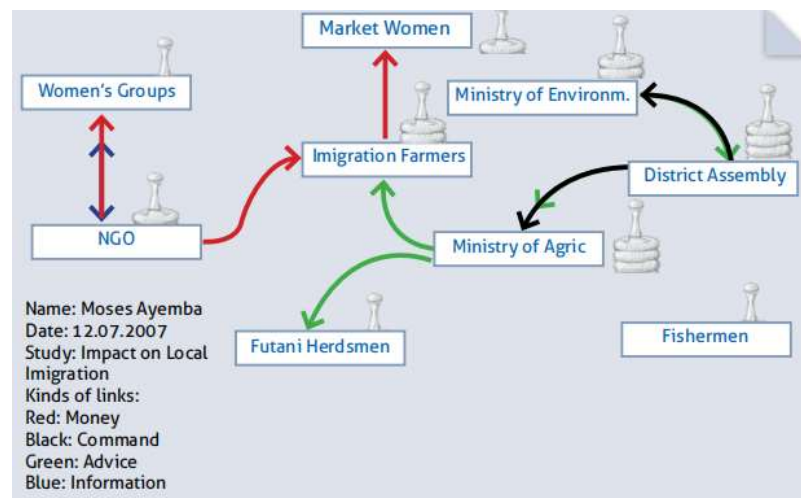 Market Women
Women's Groups
Ministry of Environm.
Imigration Farmers
District Assembly
NGO
Ministry of Agric
Futani Herdsmen
Fishermen
Name: Moses Ayemba
Date: 12.07.2007
Study: Impact on Local
Imigration
Kinds of links:
Red: Money
Black: Command
Green: Advice
Blue: Information